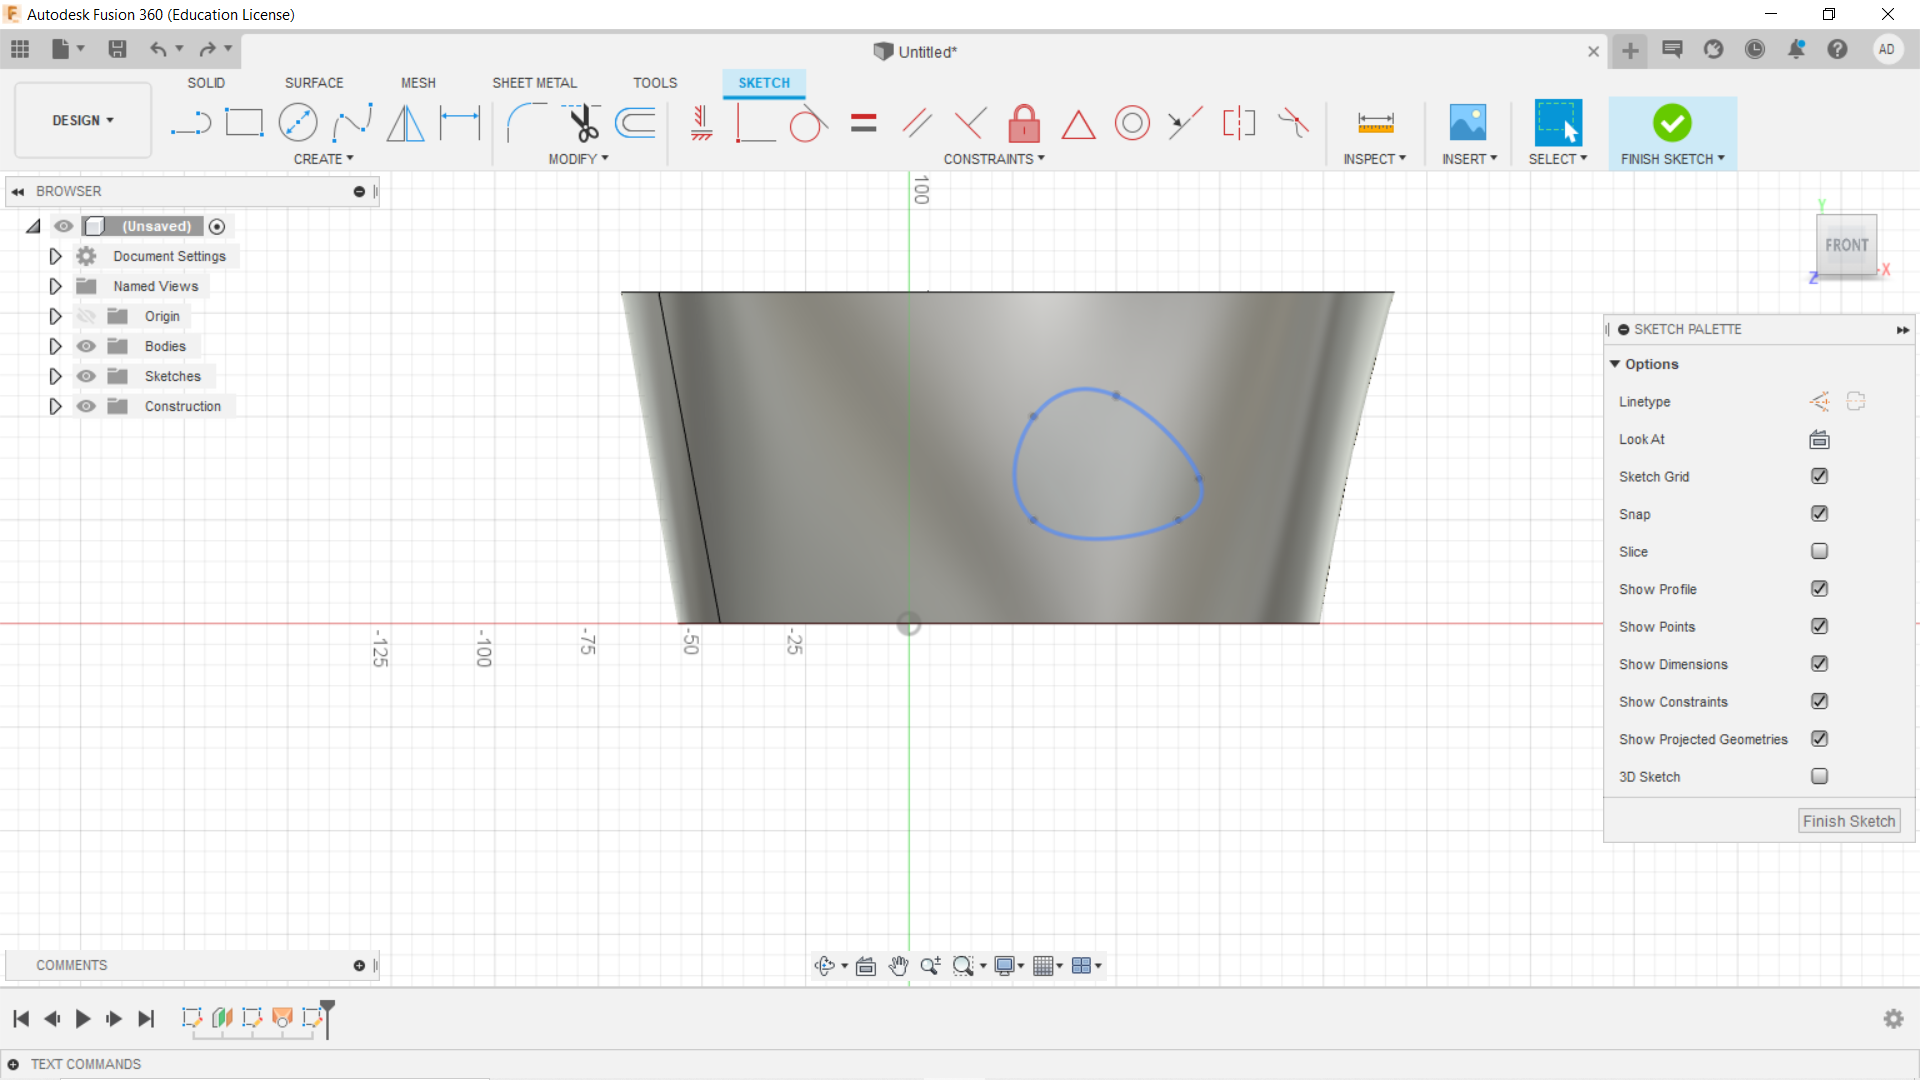 Autodesk Fusion 360 (Education License)
Untitled*
AD
SOLID
SURFACE
MESH
SHEET METAL
TOOLS
SKETCH
DESIGN
CREATE
MODIFY
CONSTRAINTS
INSPECT
INSERT
SELECT
FINISH SKETCH
BROWSER
(Unsaved)
Document Settings
Named Views
Origin
Bodies
Sketches
Construction
100
-125
-100
-75
-50
-25
Y
FRONT
X
Z
SKETCH PALETTE
Options
Linetype
Look At
Sketch Grid
Snap
Slice
Show Profile
Show Points
Show Dimensions
Show Constraints
Show Projected Geometries
3D Sketch
Finish Sketch
COMMENTS
TEXT COMMANDS